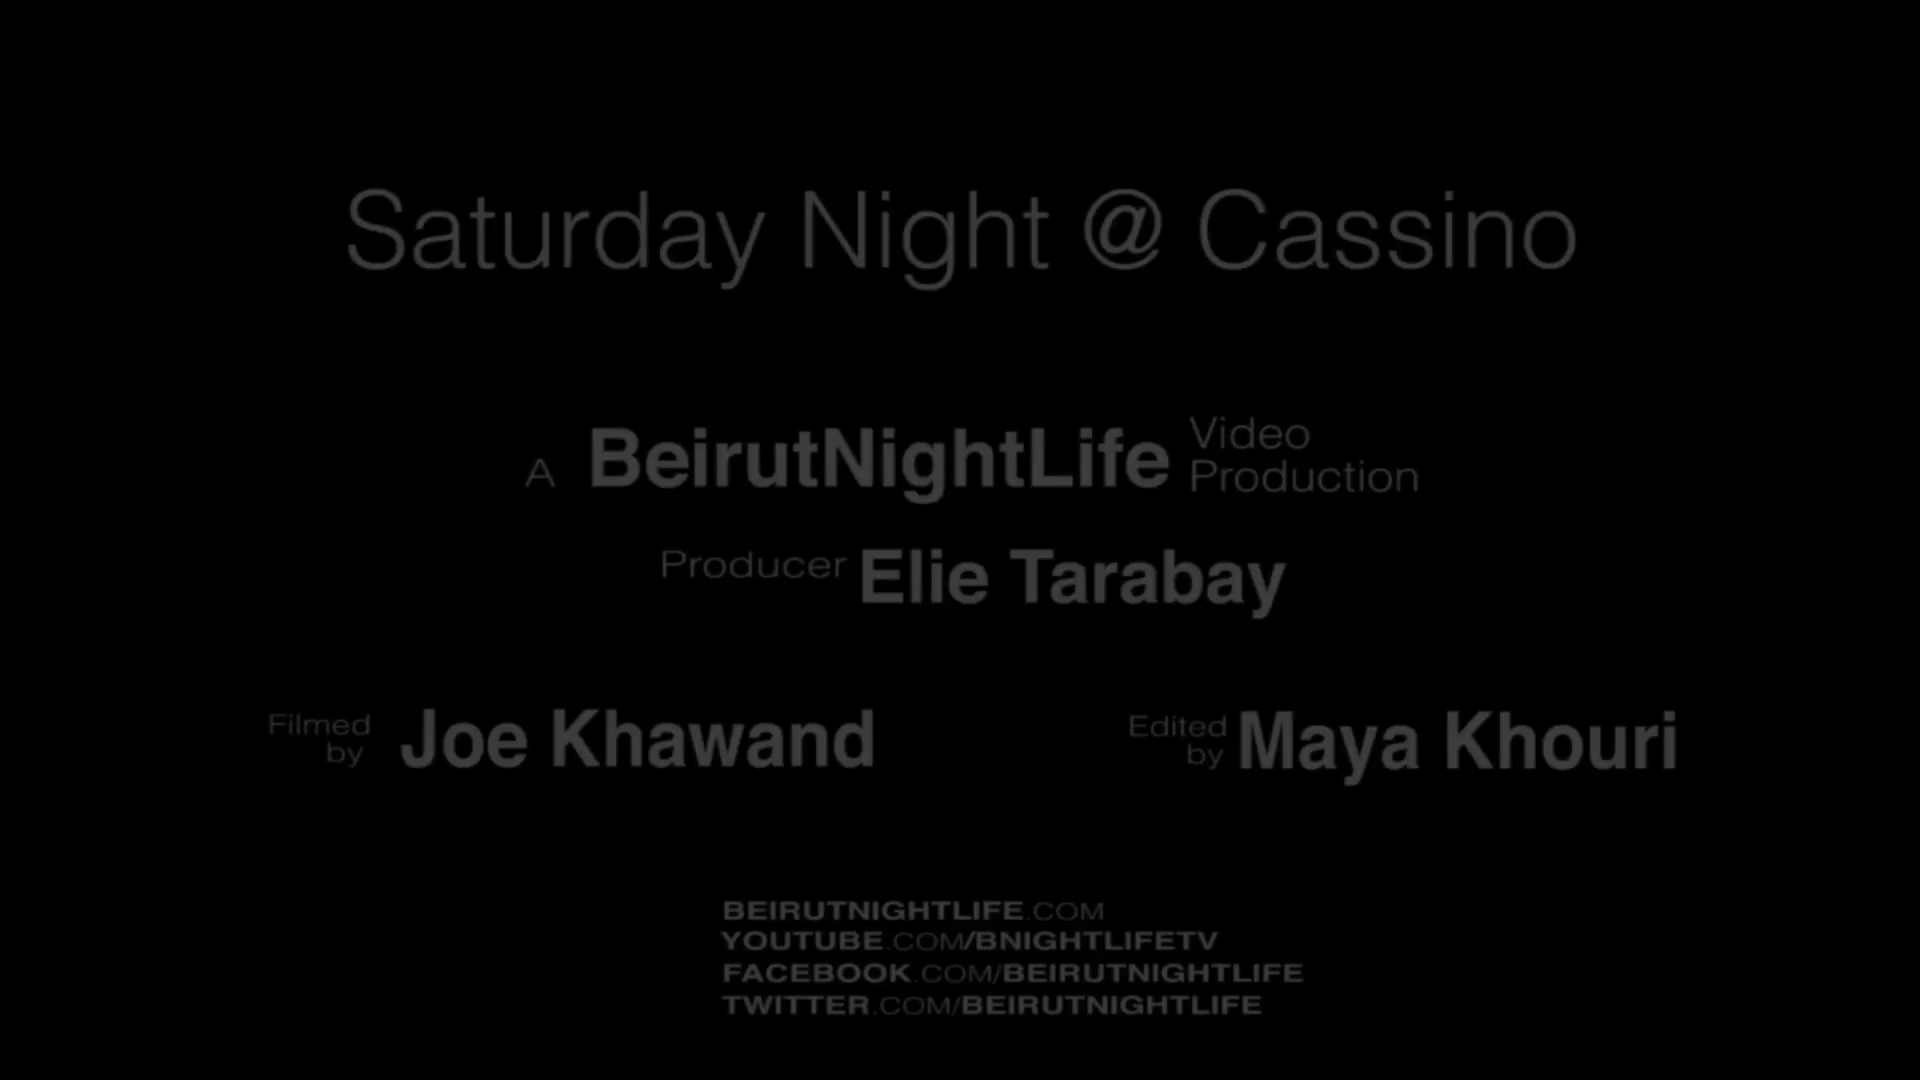 Saturday Night @ Cassino
A BeirutNightLife Video Production
Producer Elie Tarabay
Filmed by Joe Khawand
Edited by Maya Khouri
BEIRUTNIGHTLIFE.COM
YOUTUBE.COM/BNIGHTLIFETV
FACEBOOK.COM/BEIRUTNIGHTLIFE
TWITTER.COM/BEIRUTNIGHTLIFE